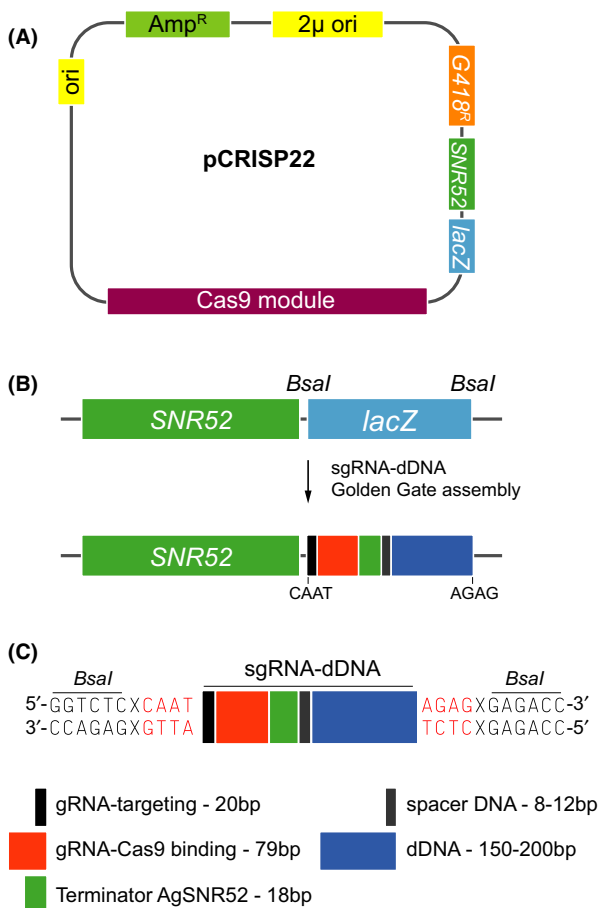 (A)
Amp^R
2μ ori
ori
G418^R
SNR52
lacZ
pCRISP22
Cas9 module
(B)
BsaI BsaI
SNR52 lacZ
sgRNA-dDNA
Golden Gate assembly
SNR52
CAAT AGAG
(C)
sgRNA-dDNA
BsaI BsaI
5′-GGTCTCXCAAT AGAGXGAGACC-3′
3′-CCAGAGXGTTA TCTCXGAGACC-5′
gRNA-targeting - 20bp
spacer DNA - 8-12bp
gRNA-Cas9 binding - 79bp
dDNA - 150-200bp
Terminator AgSNR52 - 18bp